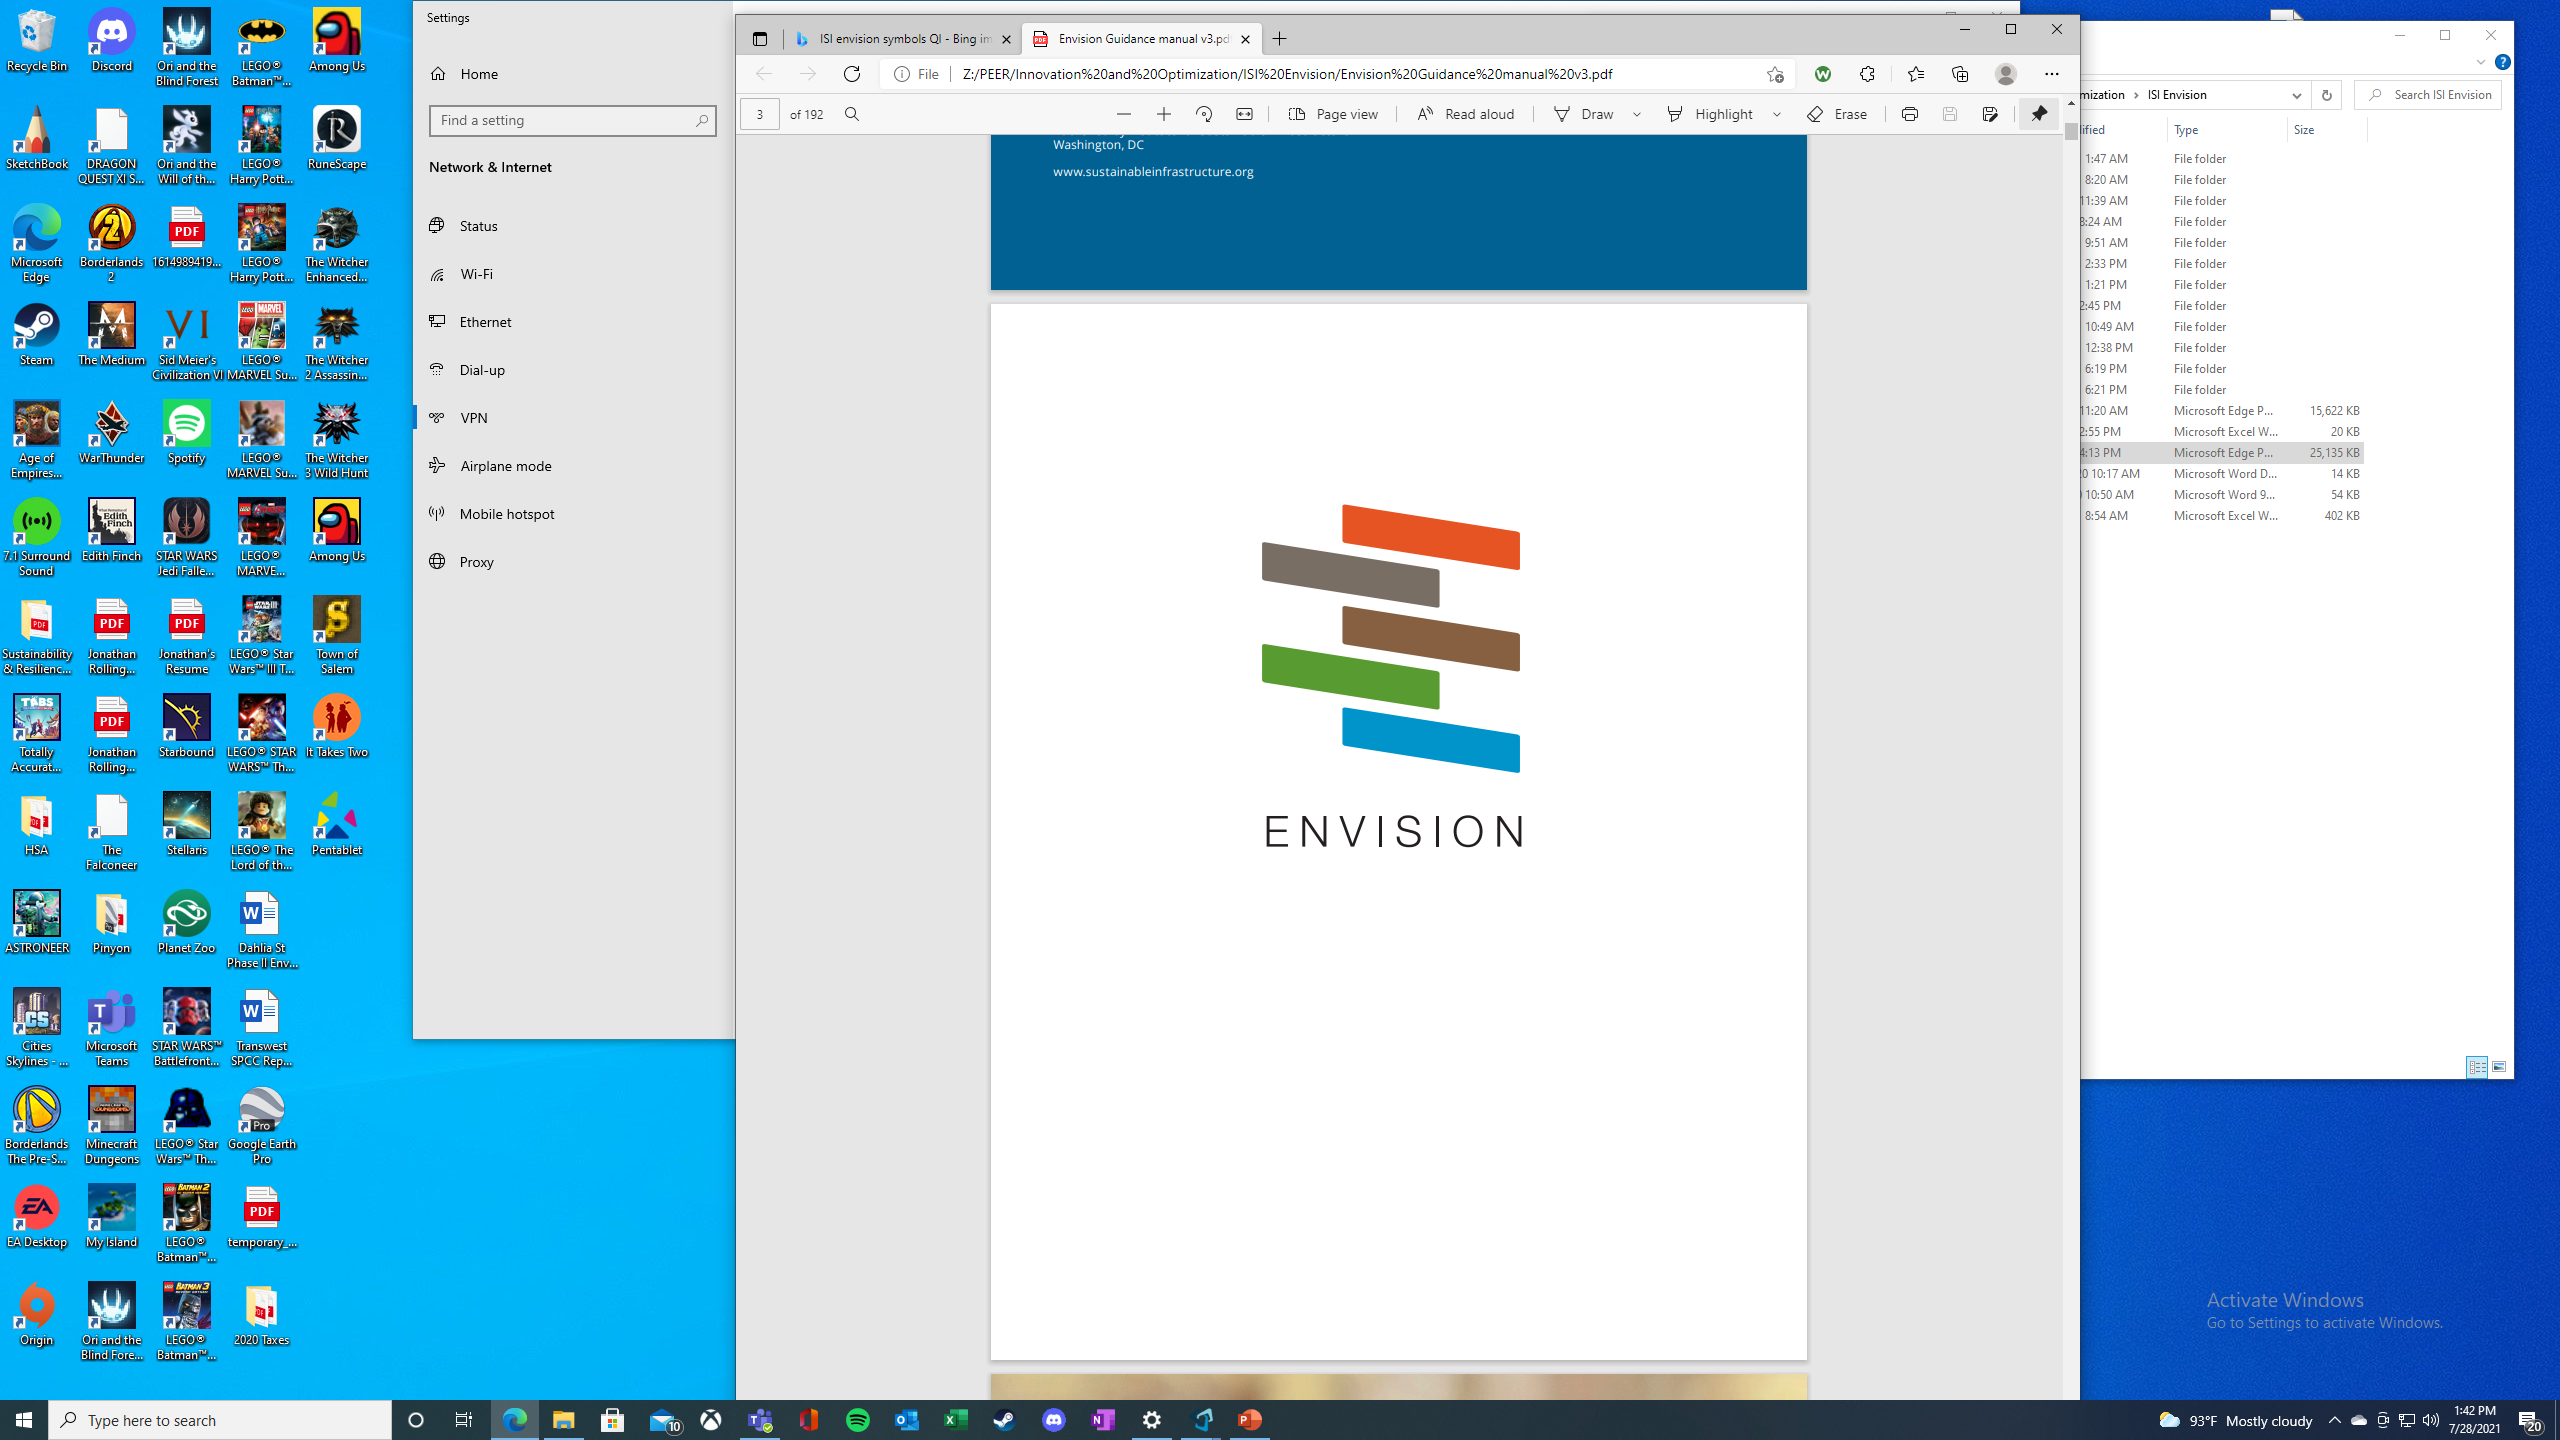 Recycle Bin
Discord
Ori and the
Blind Forest
LEGO®
Batman™...
Among Us
SketchBook
DRAGON
QUEST XI S...
Ori and the
Will of th...
LEGO®
Harry Pott...
RuneScape
Microsoft
Edge
Borderlands
2
1614989419...
LEGO®
Harry Pott...
The Witcher
Enhanced...
Steam
The Medium
Sid Meier's
Civilization VI
LEGO®
MARVEL Su...
The Witcher
2 Assassin...
Age of
Empires...
WarThunder
Spotify
LEGO®
MARVEL Su...
The Witcher
3 Wild Hunt
7.1 Surround
Sound
Edith Finch
STAR WARS
Jedi Falle...
LEGO®
MARVE...
Among Us
Sustainability
& Resilienc...
Jonathan
Rolling...
Jonathan's
Resume
LEGO® Star
Wars™ III T...
Town of
Salem
Totally
Accurat...
Jonathan
Rolling...
Starbound
LEGO® STAR
WARS™ Th...
It Takes Two
HSA
The
Falconeer
Stellaris
LEGO® The
Lord of th...
Pentablet
ASTRONEER
Pinyon
Planet Zoo
Dahlia St
Phase II Env...
Cities
Skylines - ...
Microsoft
Teams
STAR WARS™
Battlefront...
Transwest
SPCC Rep...
Borderlands
The Pre-S...
Minecraft
Dungeons
LEGO® Star
Wars™ Th...
Google Earth
Pro
EA Desktop
My Island
LEGO®
Batman™...
temporary_...
Origin
Ori and the
Blind Fore...
LEGO®
Batman™...
2020 Taxes
Settings
Home
Find a setting
Network & Internet
Status
Wi-Fi
Ethernet
Dial-up
VPN
Airplane mode
Mobile hotspot
Proxy
ISI envision symbols Ql - Bing im
Envision Guidance manual v3.pd
File
Z:/PEER/Innovation%20and%20Optimization/ISI%20Envision/Envision%20Guidance%20manual%20v3.pdf
3 of 192
Page view
Read aloud
Draw
Highlight
Erase
Washington, DC
www.sustainableinfrastructure.org
ENVISION
mization > ISI Envision
Search ISI Envision
ified Type Size
1:47 AM File folder
8:20 AM File folder
11:39 AM File folder
8:24 AM File folder
9:51 AM File folder
2:33 PM File folder
1:21 PM File folder
2:45 PM File folder
10:49 AM File folder
12:38 PM File folder
6:19 PM File folder
6:21 PM File folder
11:20 AM Microsoft Edge P... 15,622 KB
2:55 PM Microsoft Excel W... 20 KB
4:13 PM Microsoft Edge P... 25,135 KB
20 10:17 AM Microsoft Word D... 14 KB
10:50 AM Microsoft Word 9... 54 KB
8:54 AM Microsoft Excel W... 402 KB
Activate Windows
Go to Settings to activate Windows.
Type here to search
10
93°F Mostly cloudy
1:42 PM
7/28/2021
20